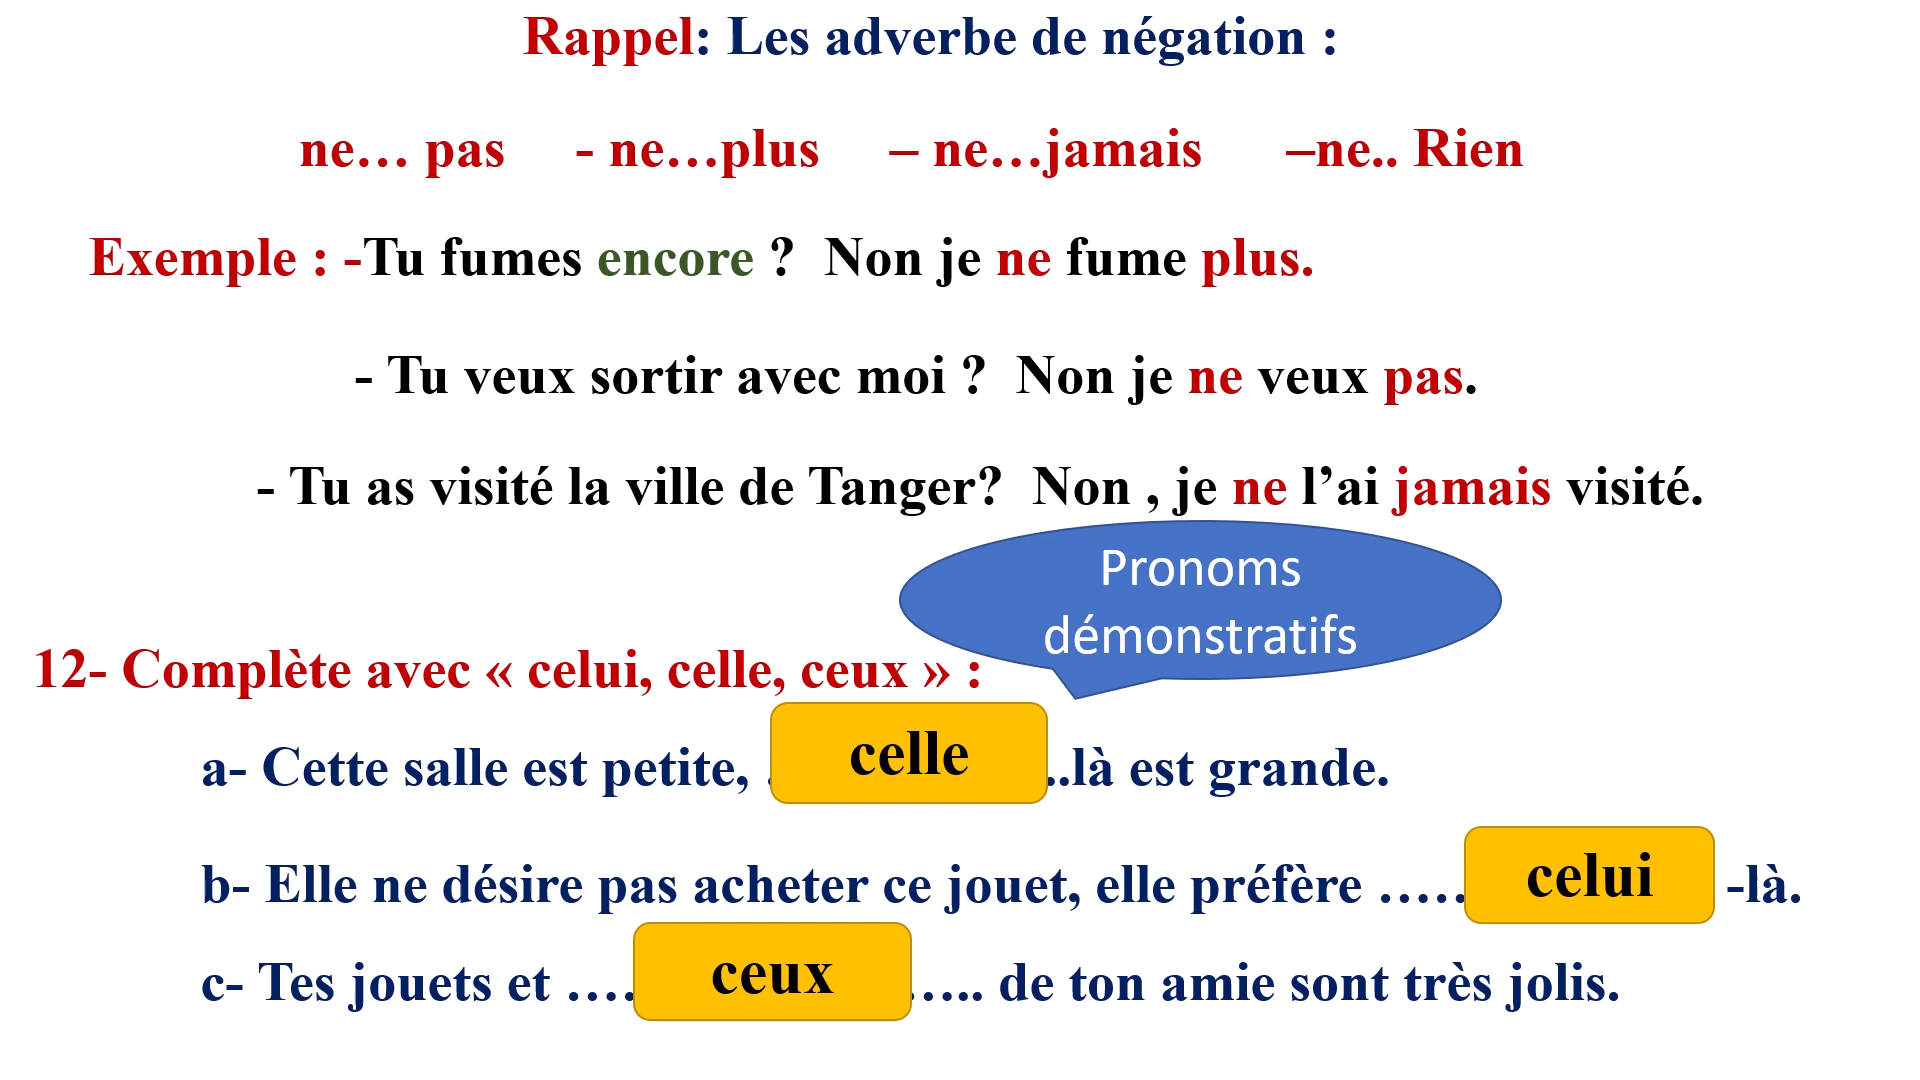 Rappel: Les adverbe de négation :
ne… pas - ne…plus – ne…jamais –ne.. Rien
Exemple : -Tu fumes encore ? Non je ne fume plus.
- Tu veux sortir avec moi ? Non je ne veux pas.
- Tu as visité la ville de Tanger? Non , je ne l’ai jamais visité.
Pronoms
démonstratifs
12- Complète avec « celui, celle, ceux » :
a- Cette salle est petite, . celle ..là est grande.
b- Elle ne désire pas acheter ce jouet, elle préfère ….. celui -là.
c- Tes jouets et …. ceux ….. de ton amie sont très jolis.